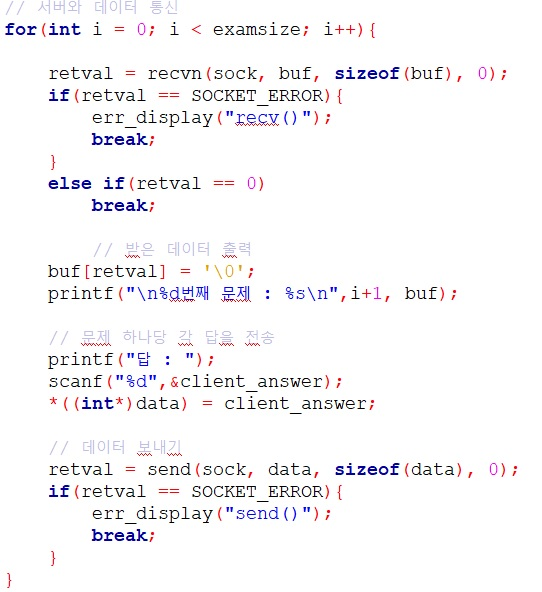 // 서버와 데이터 통신
for(int i = 0; i < examsize; i++){
retval = recvn(sock, buf, sizeof(buf), 0);
if(retval == SOCKET_ERROR){
err_display("recv()");
break;
}
else if(retval == 0)
break;
// 받은 데이터 출력
buf[retval] = '\0';
printf("\n%d번째 문제 : %s\n",i+1, buf);
// 문제 하나당 각 답을 전송
printf("답 : ");
scanf("%d",&client_answer);
*((int*)data) = client_answer;
// 데이터 보내기
retval = send(sock, data, sizeof(data), 0);
if(retval == SOCKET_ERROR){
err_display("send()");
break;
}
}